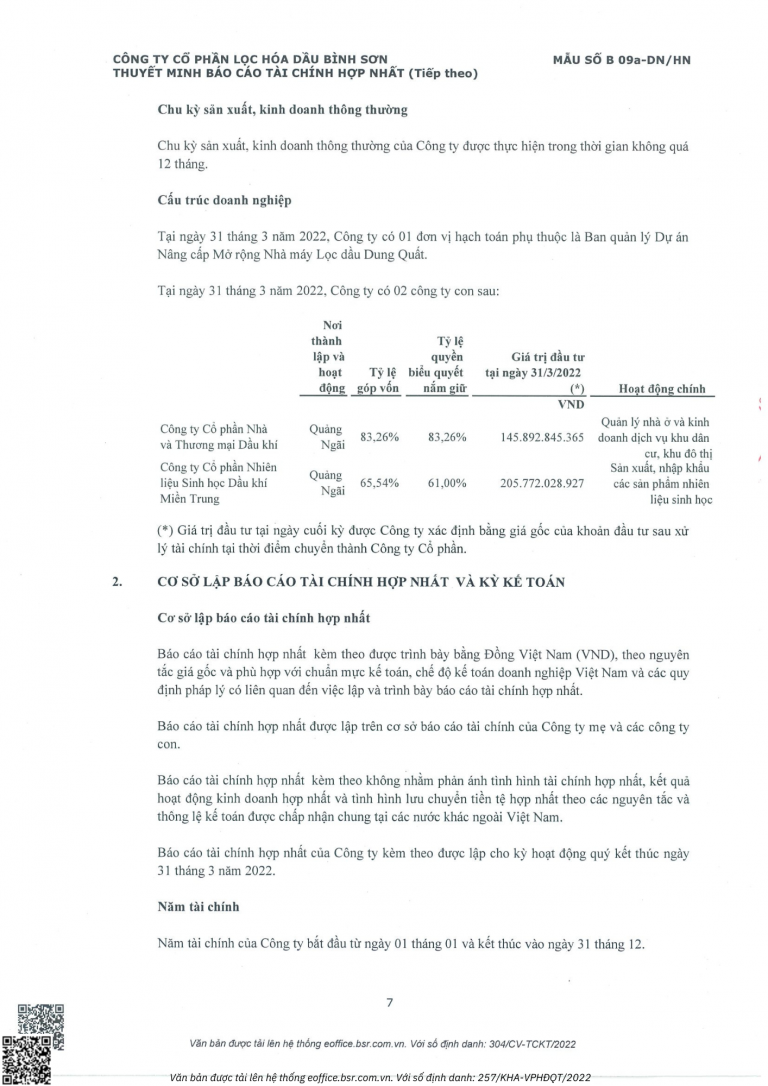 CÔNG TY CỔ PHẦN LỌC HÓA DẦU BÌNH SƠN MẪU SỐ B 09a-DN/HN
THUYẾT MINH BÁO CÁO TÀI CHÍNH HỢP NHẤT (Tiếp theo)
Chu kỳ sản xuất, kinh doanh thông thường
Chu kỳ sản xuất, kinh doanh thông thường của Công ty được thực hiện trong thời gian không quá
12 tháng.
Cấu trúc doanh nghiệp
Tại ngày 31 tháng 3 năm 2022, Công ty có 01 đơn vị hạch toán phụ thuộc là Ban quản lý Dự án
Nâng cấp Mở rộng Nhà máy Lọc dầu Dung Quất.
Tại ngày 31 tháng 3 năm 2022, Công ty có 02 công ty con sau:
Nơi
thành Tỷ lệ
lập và quyền Giá trị đầu tư
hoạt Tỷ lệ biểu quyết tại ngày 31/3/2022
động góp vốn nắm giữ (*) Hoạt động chính
VND
Công ty Cổ phần Nhà
và Thương mại Dầu khí
Quảng
Ngãi
83,26% 83,26% 145.892.845.365
Quản lý nhà ở và kinh
doanh dịch vụ khu dân
cư, khu đô thị
Công ty Cổ phần Nhiên
liệu Sinh học Dầu khí
Miền Trung
Quảng
Ngãi
65,54% 61,00% 205.772.028.927
Sản xuất, nhập khẩu
các sản phẩm nhiên
liệu sinh học
(*) Giá trị đầu tư tại ngày cuối kỳ được Công ty xác định bằng giá gốc của khoản đầu tư sau xử
lý tài chính tại thời điểm chuyển thành Công ty Cổ phần.
2. CƠ SỞ LẬP BÁO CÁO TÀI CHÍNH HỢP NHẤT VÀ KỲ KẾ TOÁN
Cơ sở lập báo cáo tài chính hợp nhất
Báo cáo tài chính hợp nhất kèm theo được trình bày bằng Đồng Việt Nam (VND), theo nguyên
tắc giá gốc và phù hợp với chuẩn mực kế toán, chế độ kế toán doanh nghiệp Việt Nam và các quy
định pháp lý có liên quan đến việc lập và trình bày báo cáo tài chính hợp nhất.
Báo cáo tài chính hợp nhất được lập trên cơ sở báo cáo tài chính của Công ty mẹ và các công ty
con.
Báo cáo tài chính hợp nhất kèm theo không nhằm phản ánh tình hình tài chính hợp nhất, kết quả
hoạt động kinh doanh hợp nhất và tình hình lưu chuyển tiền tệ hợp nhất theo các nguyên tắc và
thông lệ kế toán được chấp nhận chung tại các nước khác ngoài Việt Nam.
Báo cáo tài chính hợp nhất của Công ty kèm theo được lập cho kỳ hoạt động quý kết thúc ngày
31 tháng 3 năm 2022.
Năm tài chính
Năm tài chính của Công ty bắt đầu từ ngày 01 tháng 01 và kết thúc vào ngày 31 tháng 12.
7
Văn bản được tải lên hệ thống eoffice.bsr.com.vn. Với số định danh: 304/CV-TCKT/2022
Văn bản được tải lên hệ thống eoffice.bsr.com.vn. Với số định danh: 257/KHA-VPHĐQT/2022